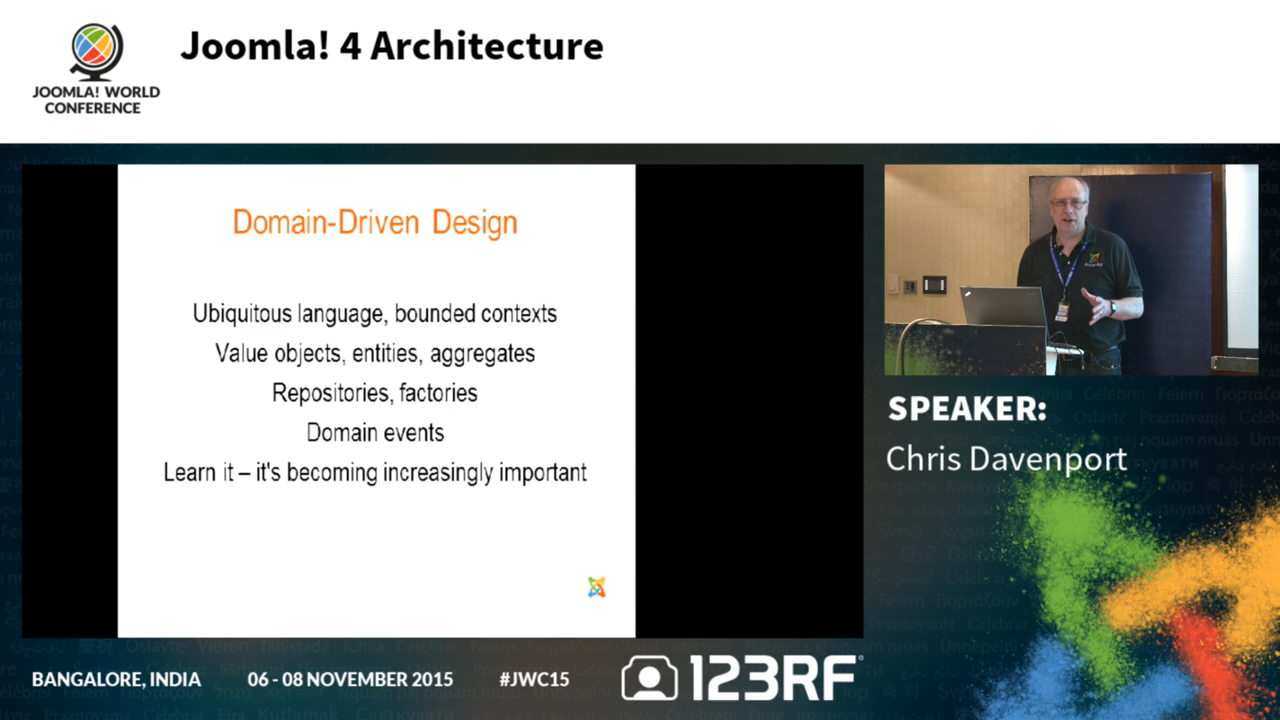 Joomla! 4 Architecture
JOOMLA! WORLD
CONFERENCE
Domain-Driven Design
Ubiquitous language, bounded contexts
Value objects, entities, aggregates
Repositories, factories
Domain events
Learn it – it's becoming increasingly important
SPEAKER:
Chris Davenport
BANGALORE, INDIA
06 - 08 NOVEMBER 2015
#JWC15
123RF